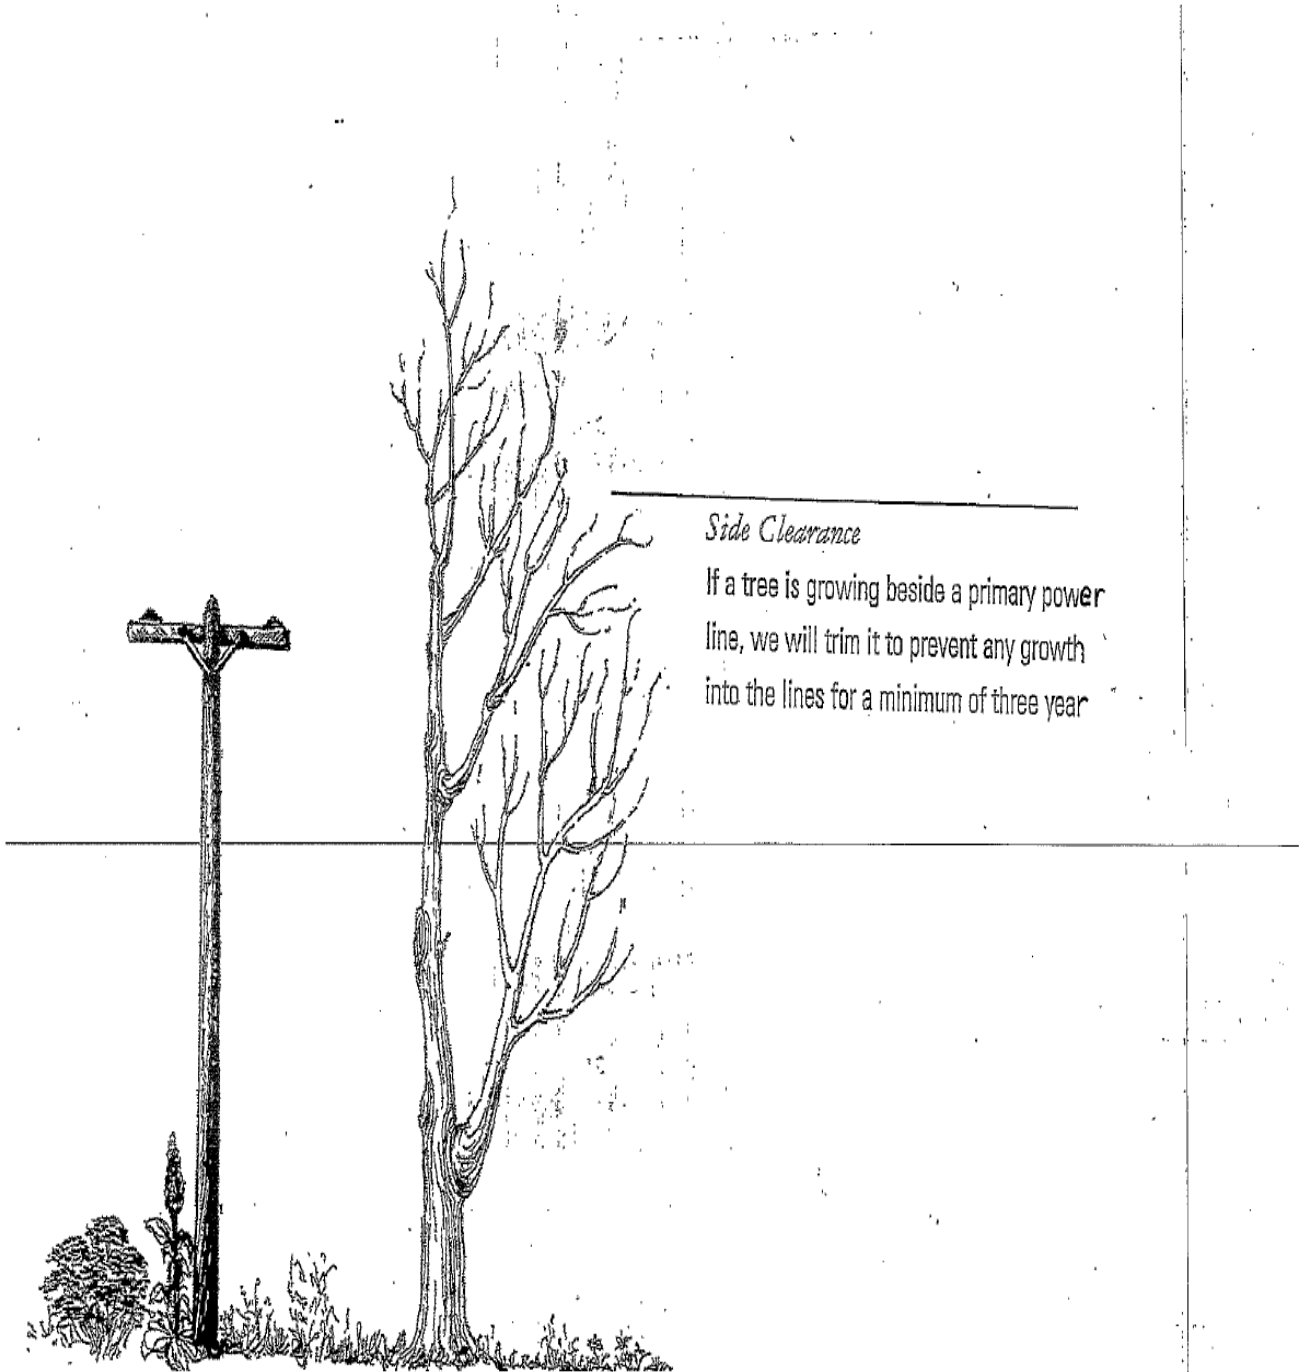 Side Clearance
If a tree is growing beside a primary power
line, we will trim it to prevent any growth
into the lines for a minimum of three year